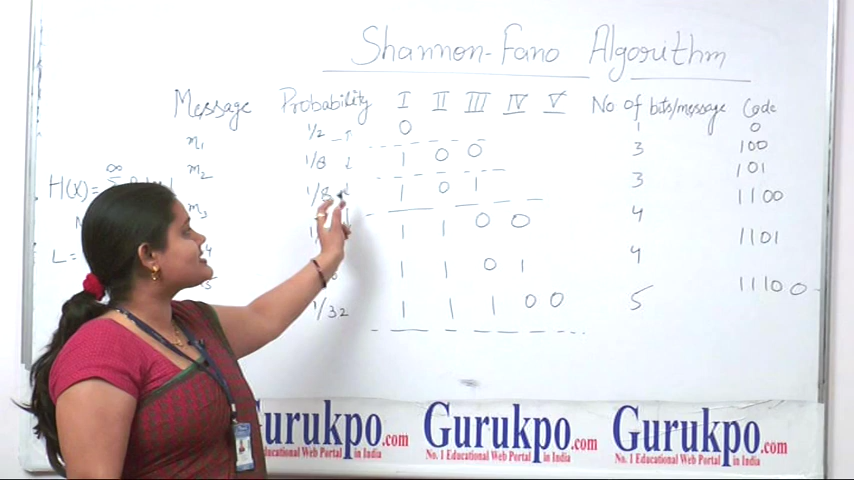 Shannon-Fano Algorithm
Message Probability I II III IV V No of bits/message Code
m1 1/2 0 1 0
m2 1/8 1 0 0 3 100
m3 1/8 1 0 1 3 101
1 1 0 0 4 1100
1 1 0 1 4 1101
1/32 1 1 1 0 0 5 11100
H(X) =
L =
Gurukpo.com Gurukpo.com Gurukpo.com
Educational Web Portal in India No. 1 Educational Web Portal in India No. 1 Educational Web Portal in India